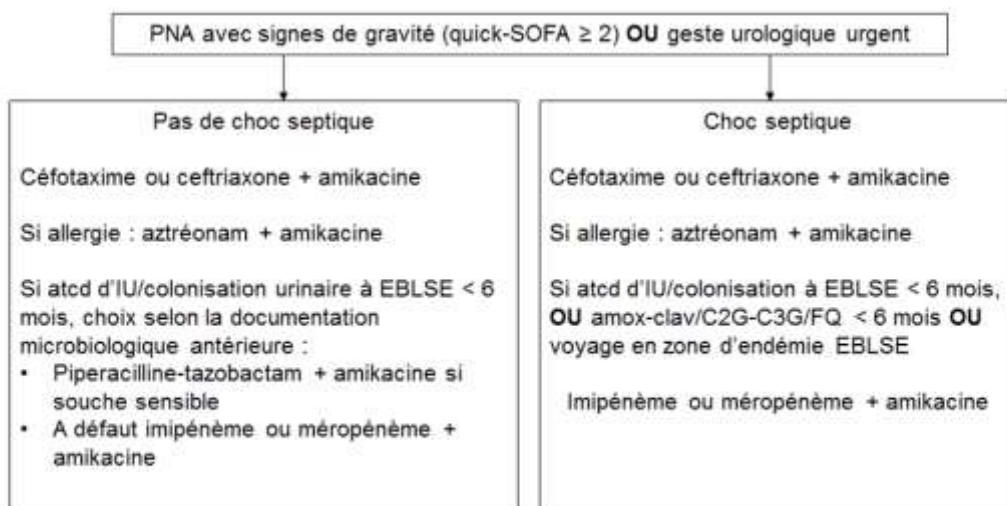 PNA avec signes de gravité (quick-SOFA ≥ 2) OU geste urologique urgent
Pas de choc septique
Céfotaxime ou ceftriaxone + amikacine
Si allergie : aztréonam + amikacine
Si atcd d'IU/colonisation urinaire à EBLSE < 6
mois, choix selon la documentation
microbiologique antérieure :
• Piperacilline-tazobactam + amikacine si
souche sensible
• A défaut imipénème ou méropénème +
amikacine
Choc septique
Céfotaxime ou ceftriaxone + amikacine
Si allergie : aztréonam + amikacine
Si atcd d'IU/colonisation à EBLSE < 6 mois,
OU amox-clav/C2G-C3G/FQ < 6 mois OU
voyage en zone d'endémie EBLSE
Imipénème ou méropénème + amikacine